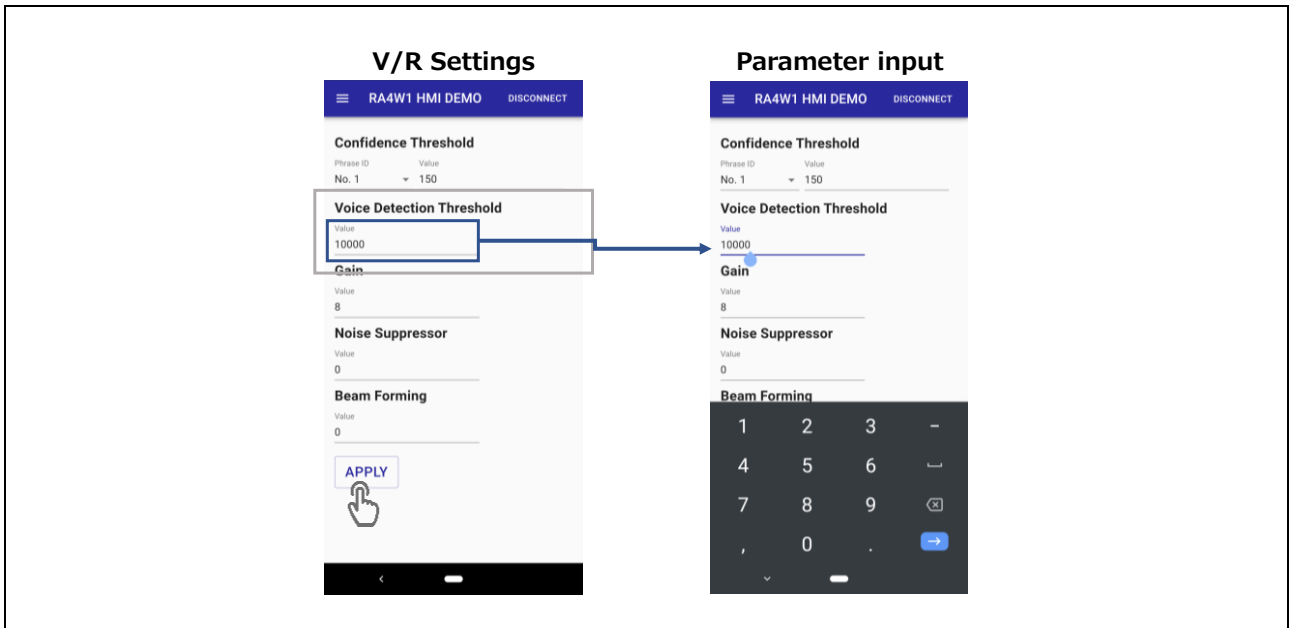 V/R Settings
RA4W1 HMI DEMO DISCONNECT
Confidence Threshold
Phrase ID Value
No. 1 150
Voice Detection Threshold
Value
10000
Gain
Value
8
Noise Suppressor
Value
0
Beam Forming
Value
0
APPLY
Parameter input
RA4W1 HMI DEMO DISCONNECT
Confidence Threshold
Phrase ID Value
No. 1 150
Voice Detection Threshold
Value
10000
Gain
Value
8
Noise Suppressor
Value
0
Beam Forming
1 2 3 -
4 5 6
7 8 9
, 0 .